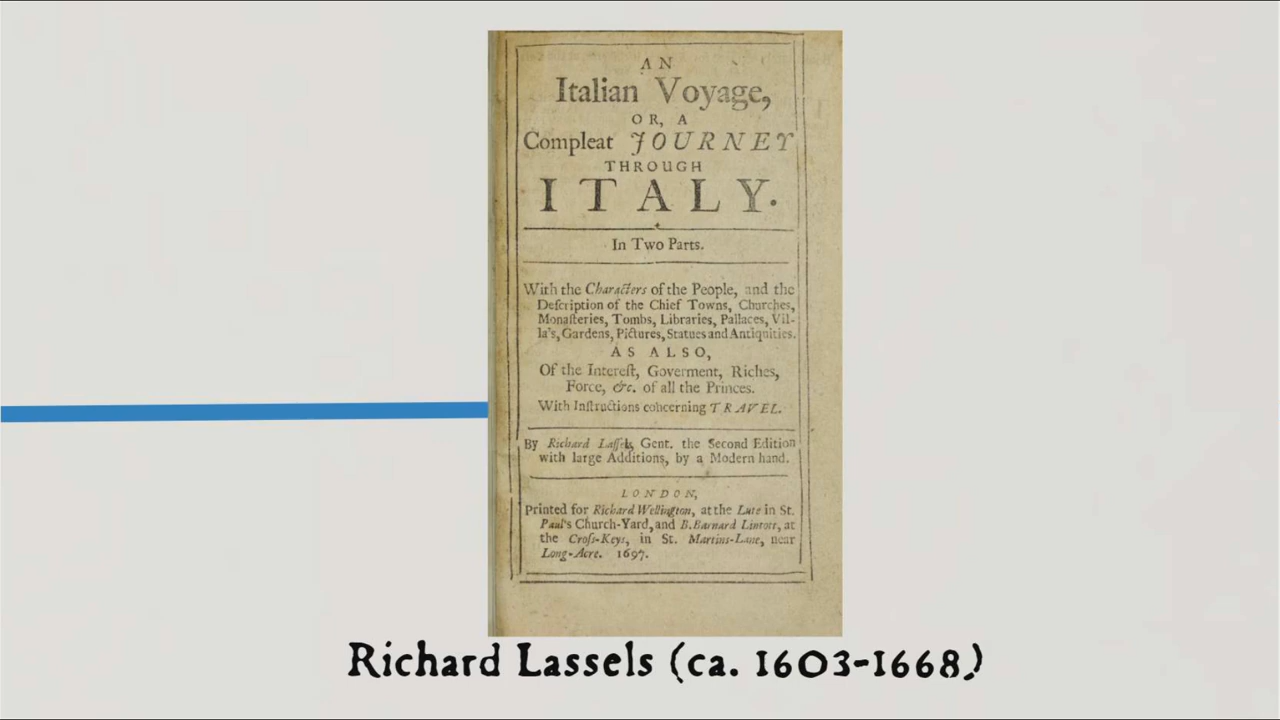 AN
Italian Voyage,
OR, A
Compleat JOURNEY
THROUGH
ITALY.
In Two Parts.
With the Characters of the People, and the
Deſcription of the Chief Towns, Churches,
Monaſteries, Tombs, Libraries, Pallaces, Vil-
la's, Gardens, Pictures, Statues and Antiquities.
AS ALSO,
Of the Intereſt, Goverment, Riches,
Force, &c. of all the Princes.
With Inſtructions concerning TRAVEL.
By Richard Laſſels, Gent. the Second Edition
with large Additions, by a Modern hand.
LONDON,
Printed for Richard Wellington, at the Lute in St.
Paul's Church-Yard, and B. Barnard Lintott, at
the Croſs-Keys, in St. Martins-Lane, near
Long-Acre. 1697.
Richard Lassels (ca. 1603-1668)